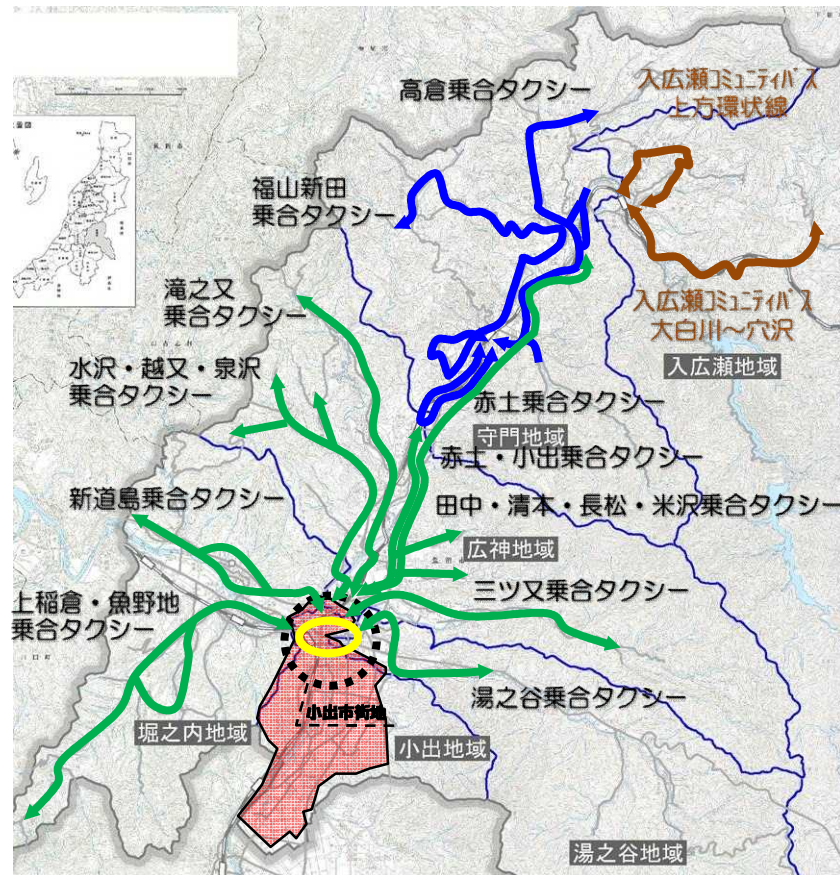 高倉乗合タクシー
入広瀬コミュニティバス
上方環状線
福山新田
乗合タクシー
滝之又
乗合タクシー
入広瀬コミュニティバス
大白川～穴沢
入広瀬地域
水沢・越又・泉沢
乗合タクシー
赤土乗合タクシー
守門地域
赤土・小出乗合タクシー
新道島乗合タクシー
田中・清本・長松・米沢乗合タクシー
広神地域
三ツ又乗合タクシー
上稲倉・魚野地
乗合タクシー
湯之谷乗合タクシー
小出市街地
堀之内地域
小出地域
湯之谷地域